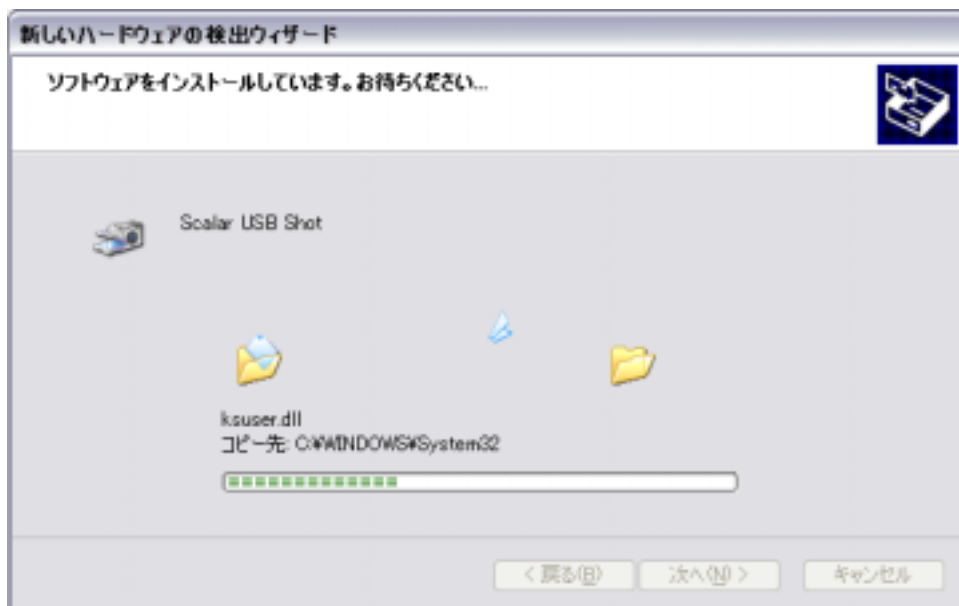 新しいハードウェアの検出ウィザード
ソフトウェアをインストールしています。お待ちください...
Scalar USB Shot
ksuser.dll
コピー先: C:¥WINDOWS¥System32
< 戻る(B)
次へ(N) >
キャンセル